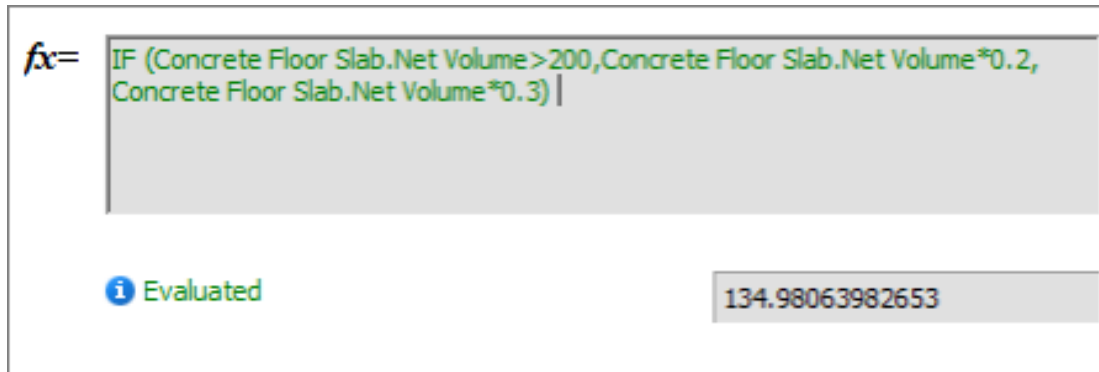 fx=
IF (Concrete Floor Slab.Net Volume>200,Concrete Floor Slab.Net Volume*0.2,
Concrete Floor Slab.Net Volume*0.3)
Evaluated
134.98063982653